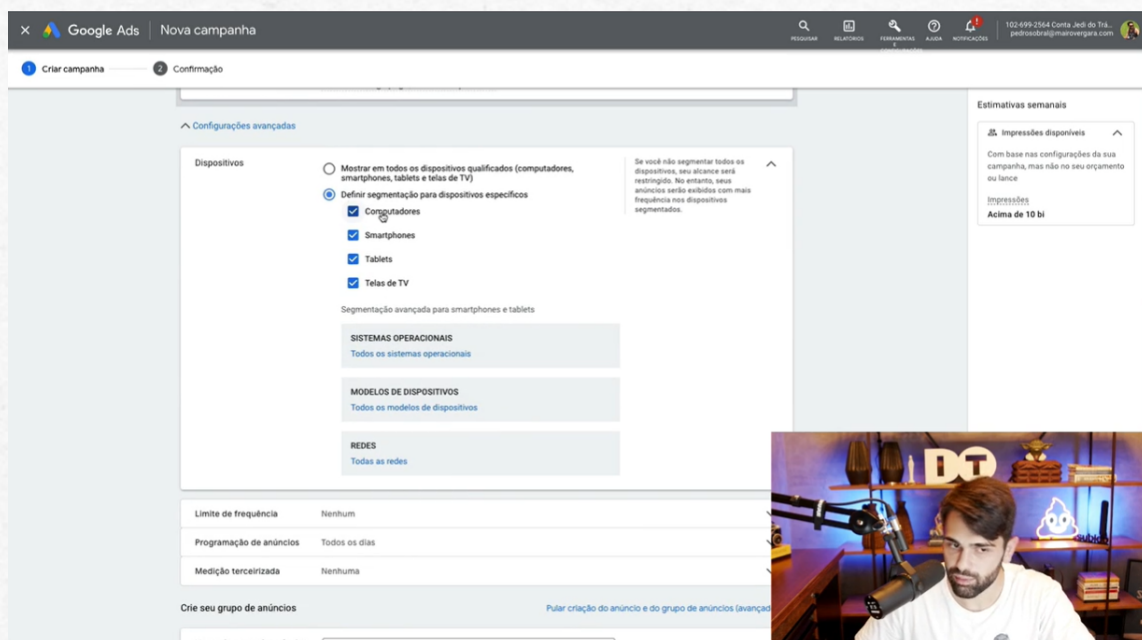 Google Ads
Nova campanha
PESQUISAR
RELATÓRIOS
FERRAMENTAS
E
CONFIGURAÇÕES
AJUDA
NOTIFICAÇÕES
102-699-2564 Conta Jedi do Trá...
pedrosobral@mairovergara.com
1 Criar campanha
2 Confirmação
Configurações avançadas
Dispositivos
Mostrar em todos os dispositivos qualificados (computadores,
smartphones, tablets e telas de TV)
Definir segmentação para dispositivos específicos
Computadores
Smartphones
Tablets
Telas de TV
Segmentação avançada para smartphones e tablets
SISTEMAS OPERACIONAIS
Todos os sistemas operacionais
MODELOS DE DISPOSITIVOS
Todos os modelos de dispositivos
REDES
Todas as redes
Se você não segmentar todos os
dispositivos, seu alcance será
restringido. No entanto, seus
anúncios serão exibidos com mais
frequência nos dispositivos
segmentados.
Estimativas semanais
Impressões disponíveis
Com base nas configurações da sua
campanha, mas não no seu orçamento
ou lance
Impressões
Acima de 10 bi
Limite de frequência Nenhum
Programação de anúncios Todos os dias
Medição terceirizada Nenhuma
Crie seu grupo de anúncios
Pular criação do anúncio e do grupo de anúncios (avançad
DT